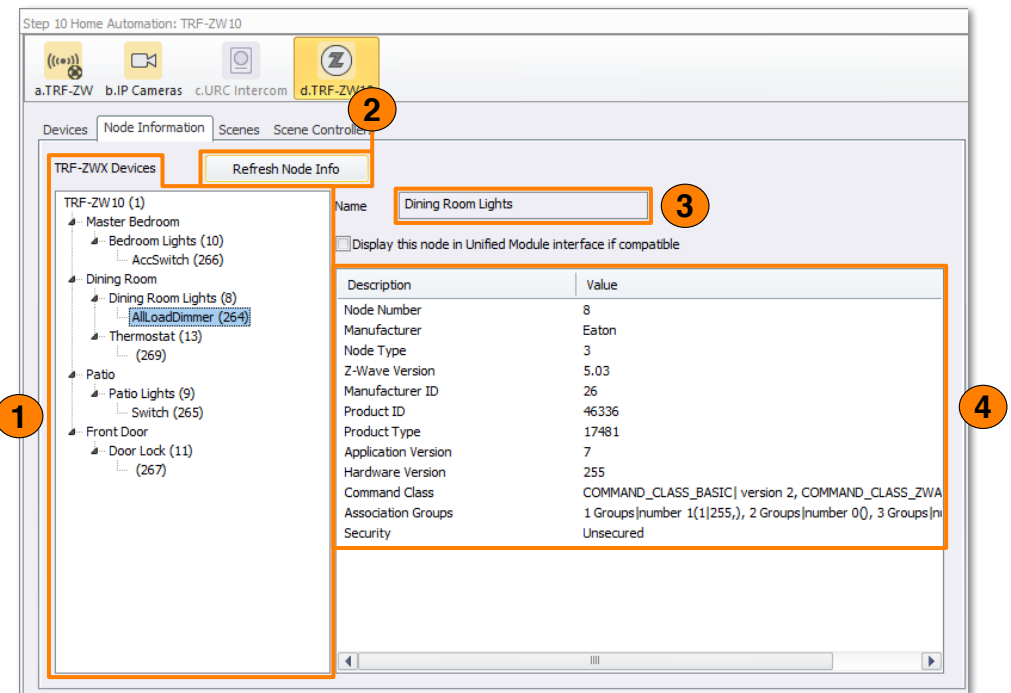 Step 10 Home Automation: TRF-ZW10
a.TRF-ZW b.IP Cameras c.URC Intercom
2
Devices Node Information Scenes Scene Controller
TRF-ZWX Devices Refresh Node Info
TRF-ZW10 (1)
Master Bedroom
Bedroom Lights (10)
AccSwitch (266)
Dining Room
Dining Room Lights (8)
AllLoadDimmer (264)
Thermostat (13)
(269)
Patio
Patio Lights (9)
Switch (265)
Front Door
Door Lock (11)
(267)
1
Name Dining Room Lights
3
Display this node in Unified Module interface if compatible
Description Value
Node Number 8
Manufacturer Eaton
Node Type 3
Z-Wave Version 5.03
Manufacturer ID 26
Product ID 46336
Product Type 17481
Application Version 7
Hardware Version 255
Command Class COMMAND_CLASS_BASIC| version 2, COMMAND_CLASS_ZWA
Association Groups 1 Groups|number 1(1|255,), 2 Groups|number 0(), 3 Groups|
Security Unsecured
4